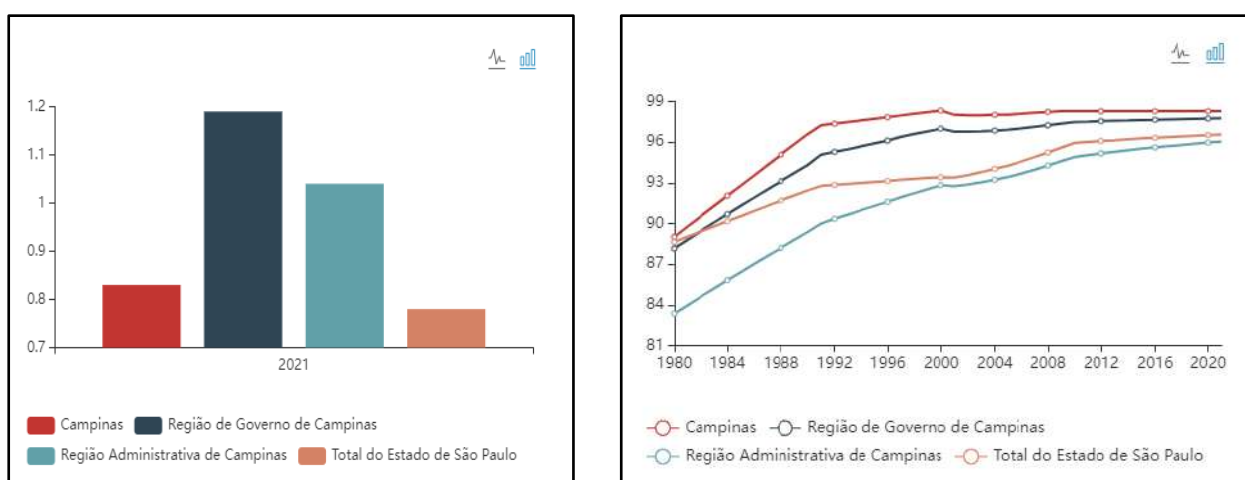 1.2
1.1
1
0.9
0.8
0.7
2021
Campinas Região de Governo de Campinas
Região Administrativa de Campinas Total do Estado de São Paulo
99
96
93
90
87
84
81
1980 1984 1988 1992 1996 2000 2004 2008 2012 2016 2020
Campinas Região de Governo de Campinas
Região Administrativa de Campinas Total do Estado de São Paulo